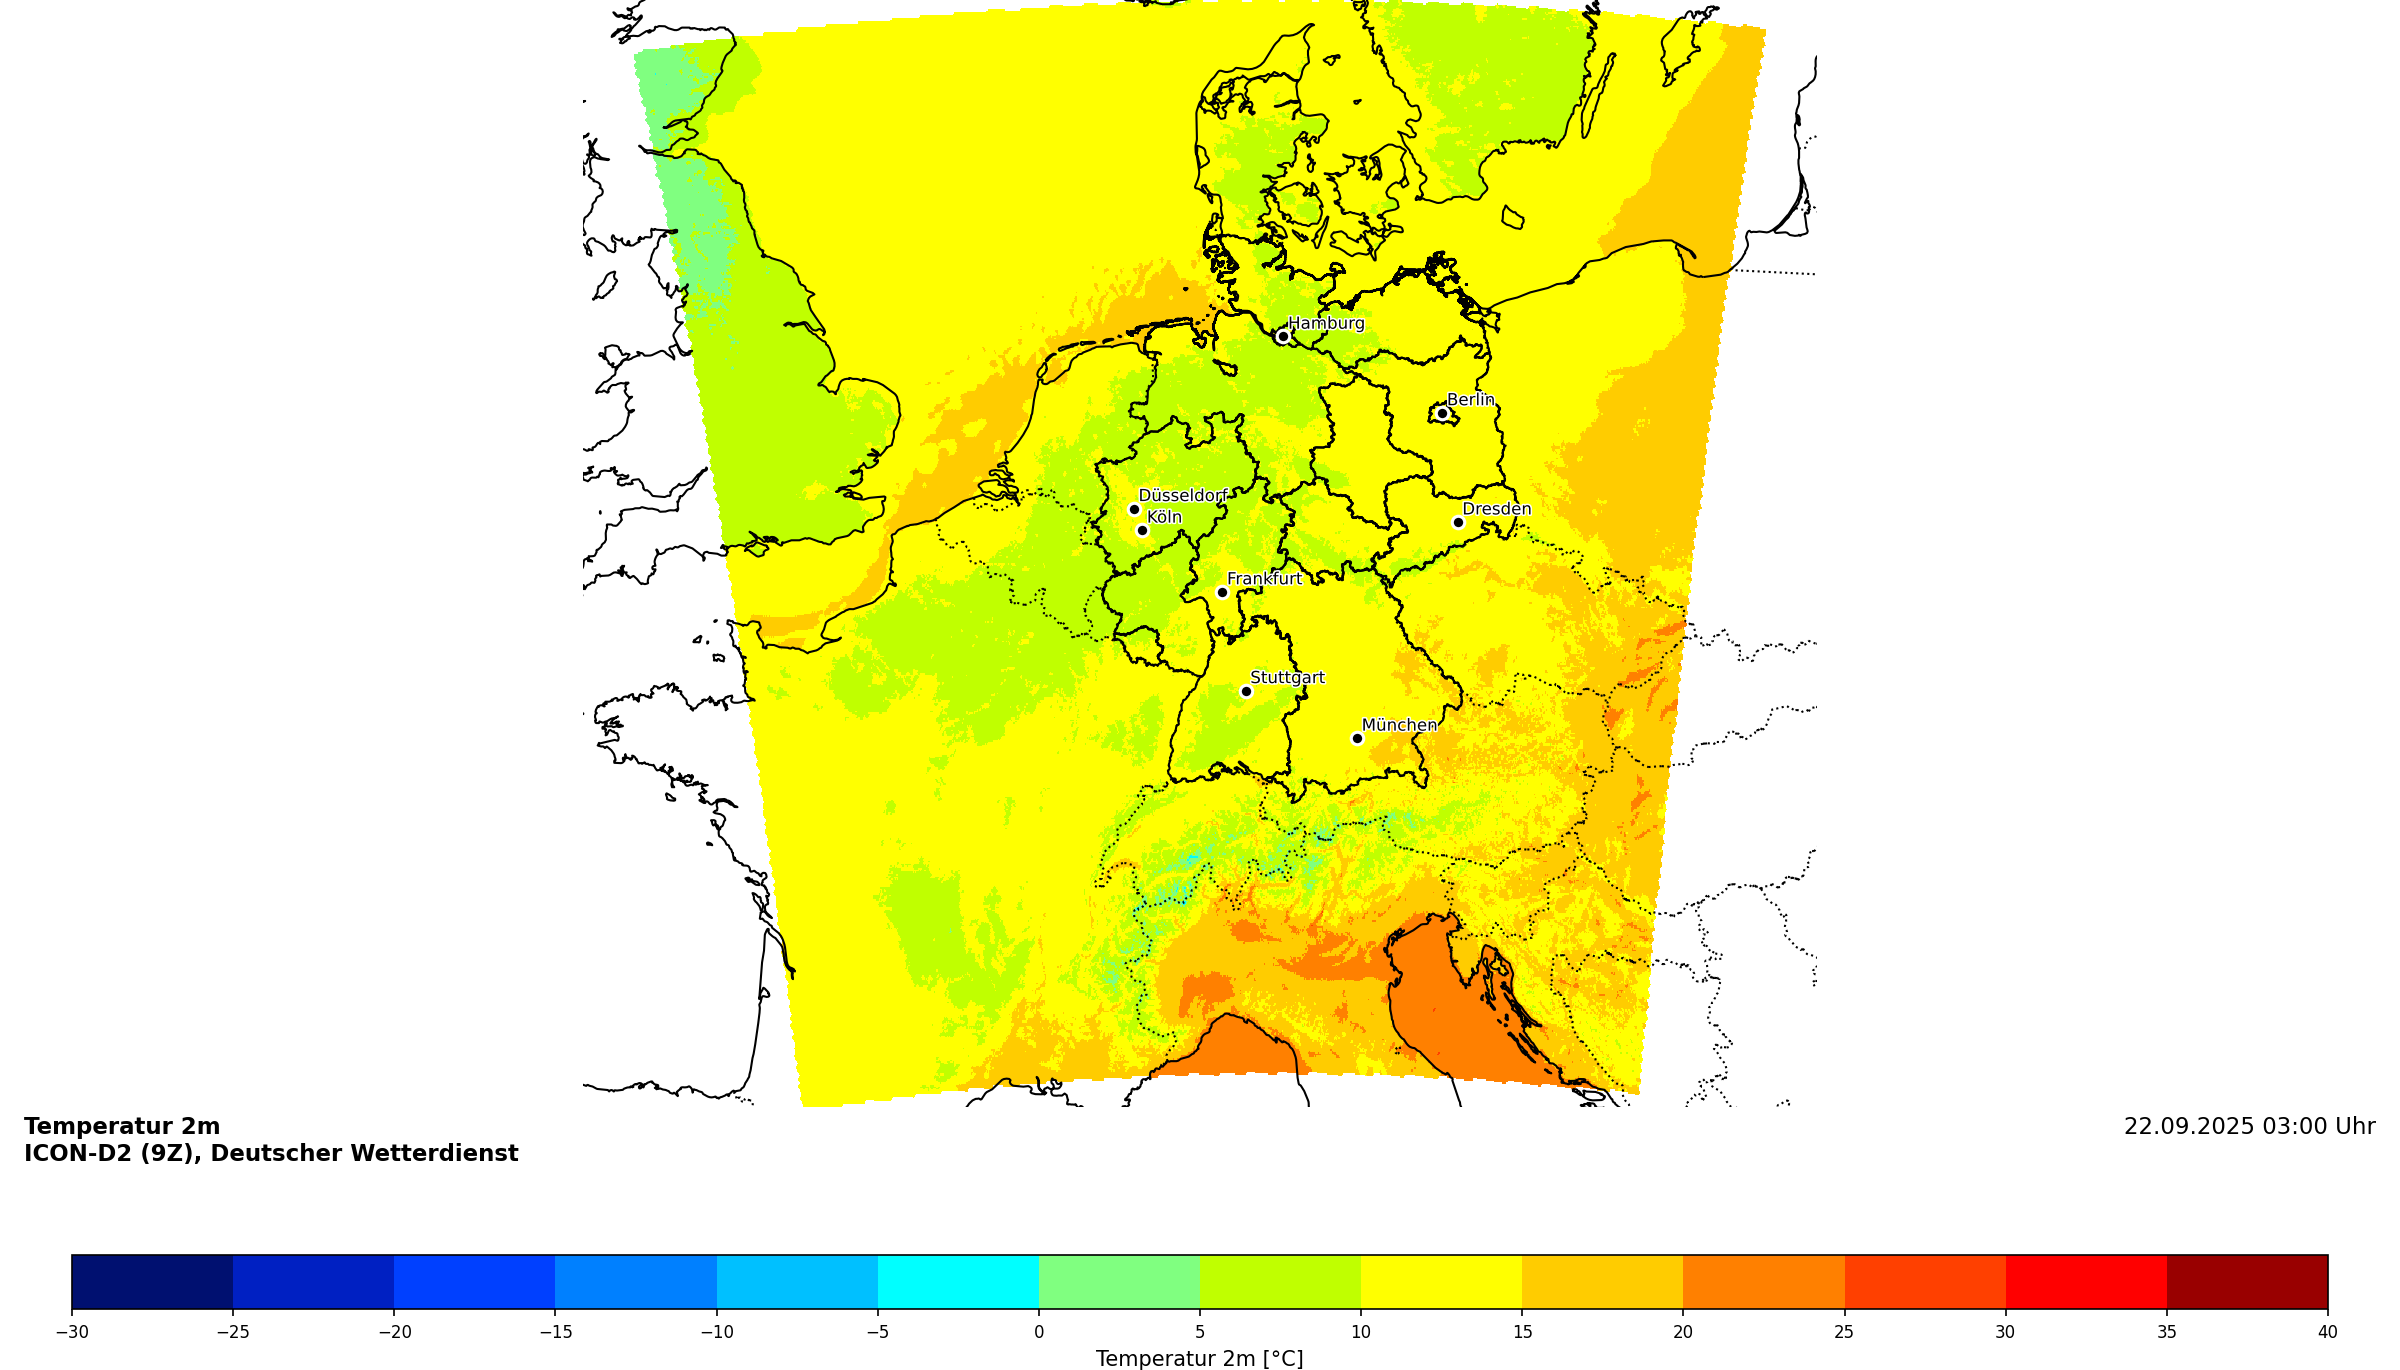 Hamburg
Berlin
Düsseldorf
Köln
Dresden
Frankfurt
Stuttgart
München
Temperatur 2m
22.09.2025 03:00 Uhr
ICON-D2 (9Z), Deutscher Wetterdienst
−30 −25 −20 −15 −10 −5 0 5 10 15 20 25 30 35 40
Temperatur 2m [°C]